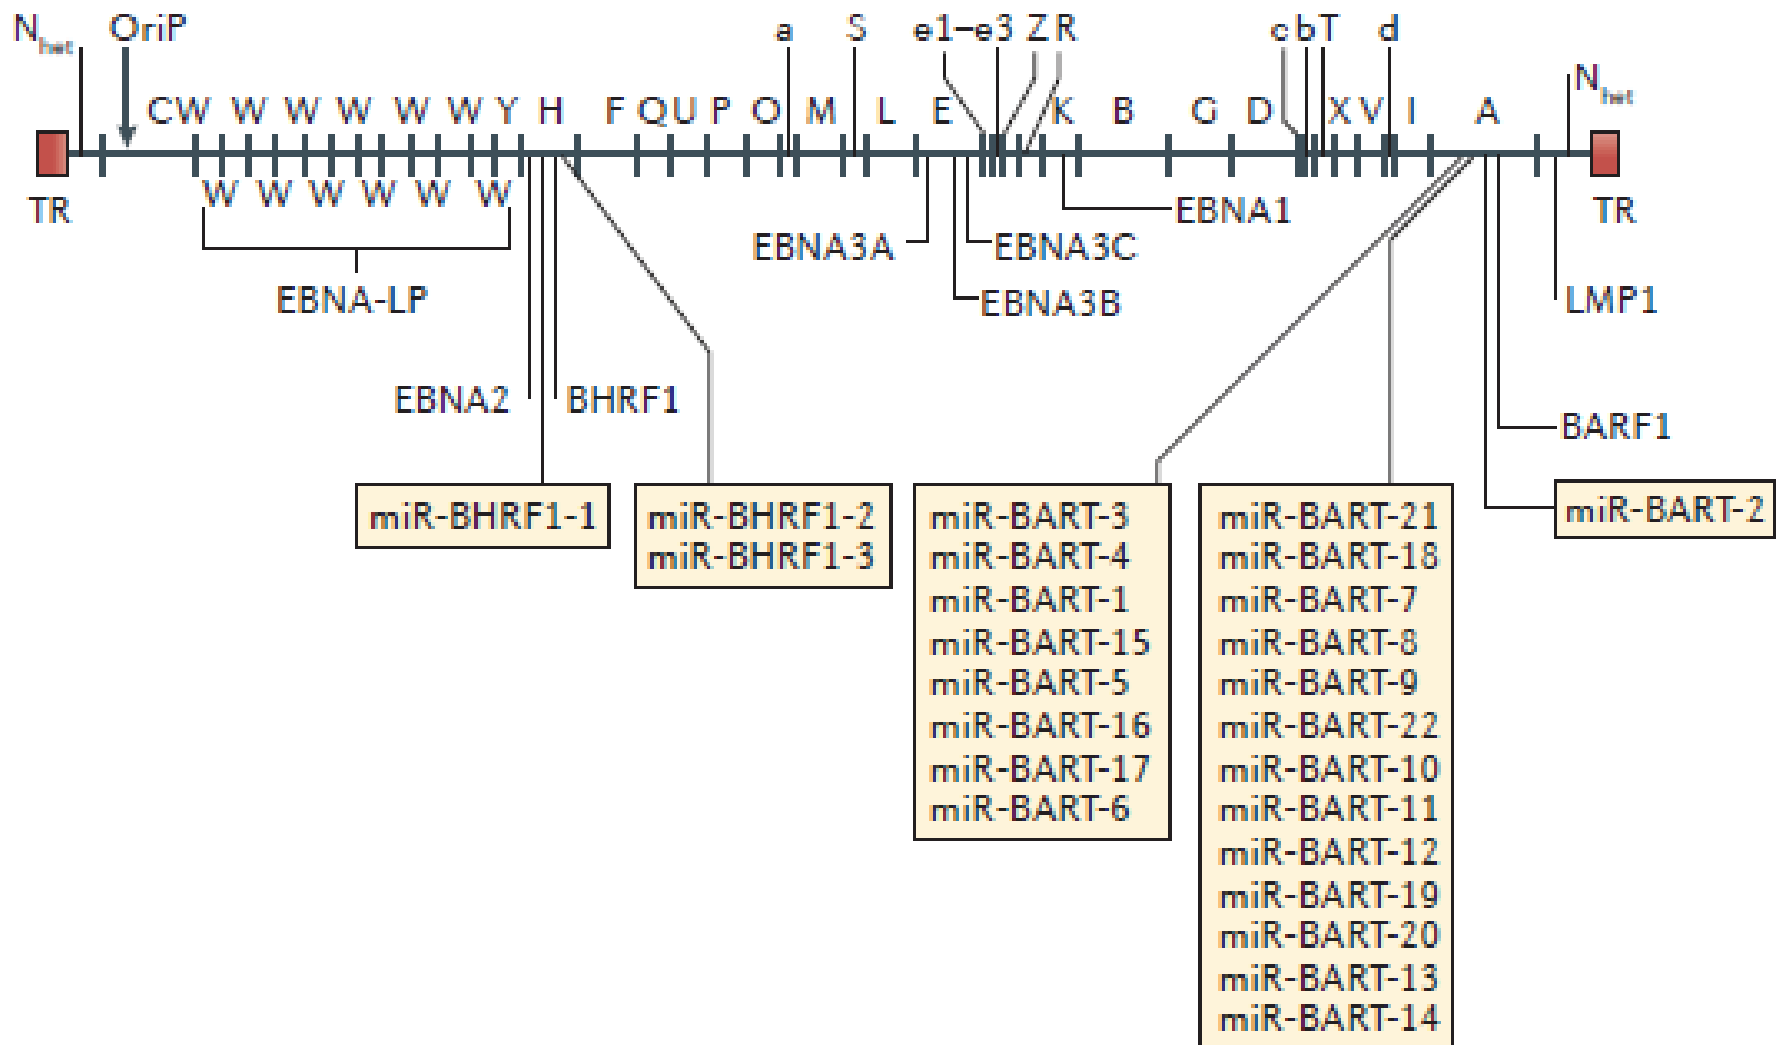 N het OriP a S e1–e3 Z R c b T d N het
C W W W W W W Y H F Q U P O M L E K B G D X V I A
TR W W W W W W TR
EBNA1
EBNA3A EBNA3C
EBNA-LP EBNA3B LMP1
EBNA2 BHRF1
BARF1
miR-BHRF1-1
miR-BHRF1-2
miR-BHRF1-3
miR-BART-3
miR-BART-4
miR-BART-1
miR-BART-15
miR-BART-5
miR-BART-16
miR-BART-17
miR-BART-6
miR-BART-21
miR-BART-18
miR-BART-7
miR-BART-8
miR-BART-9
miR-BART-22
miR-BART-10
miR-BART-11
miR-BART-12
miR-BART-19
miR-BART-20
miR-BART-13
miR-BART-14
miR-BART-2